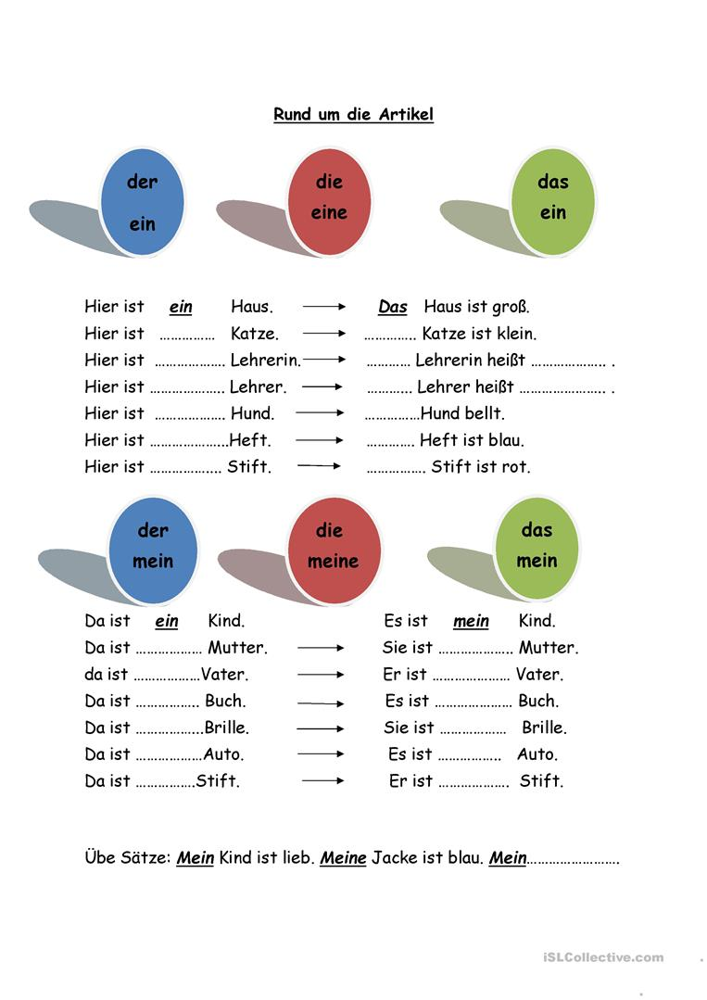 Rund um die Artikel
der die das
ein eine ein
Hier ist ein Haus. Das Haus ist groß.
Hier ist …………… Katze. ………….. Katze ist klein.
Hier ist ………………. Lehrerin. ………… Lehrerin heißt ……………….. .
Hier ist ……………….. Lehrer. ……….. Lehrer heißt ………………….. .
Hier ist ………………. Hund. ……………Hund bellt.
Hier ist ………………...Heft. …………. Heft ist blau.
Hier ist ………………. Stift. ……………. Stift ist rot.
der die das
mein meine mein
Da ist ein Kind. Es ist mein Kind.
Da ist ……………… Mutter. Sie ist ……………….. Mutter.
da ist ………………Vater. Er ist ………………… Vater.
Da ist …………….. Buch. Es ist ………………… Buch.
Da ist ……………...Brille. Sie ist ……………… Brille.
Da ist ………………Auto. Es ist …………….. Auto.
Da ist …………….Stift. Er ist ………………. Stift.
Übe Sätze: Mein Kind ist lieb. Meine Jacke ist blau. Mein…………………….
iSLCollective.com